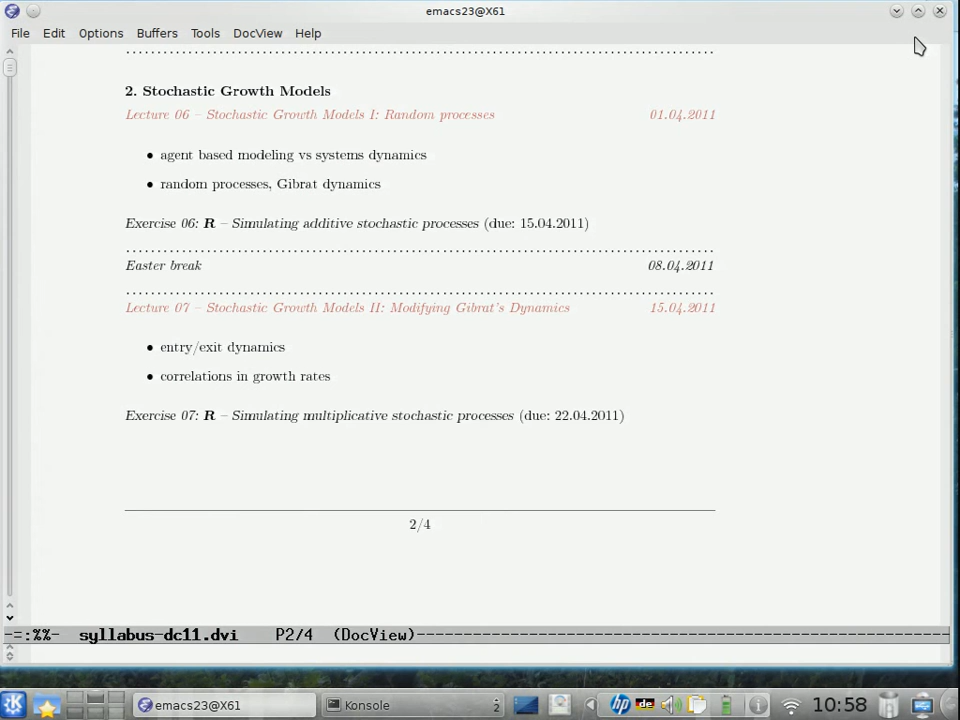 emacs23@X61
File Edit Options Buffers Tools DocView Help
2. Stochastic Growth Models
Lecture 06 – Stochastic Growth Models I: Random processes 01.04.2011
• agent based modeling vs systems dynamics
• random processes, Gibrat dynamics
Exercise 06: R – Simulating additive stochastic processes (due: 15.04.2011)
Easter break 08.04.2011
Lecture 07 – Stochastic Growth Models II: Modifying Gibrat's Dynamics 15.04.2011
• entry/exit dynamics
• correlations in growth rates
Exercise 07: R – Simulating multiplicative stochastic processes (due: 22.04.2011)
2/4
-=:%%- syllabus-dc11.dvi P2/4 (DocView)
emacs23@X61 Konsole 2 hp de 10:58